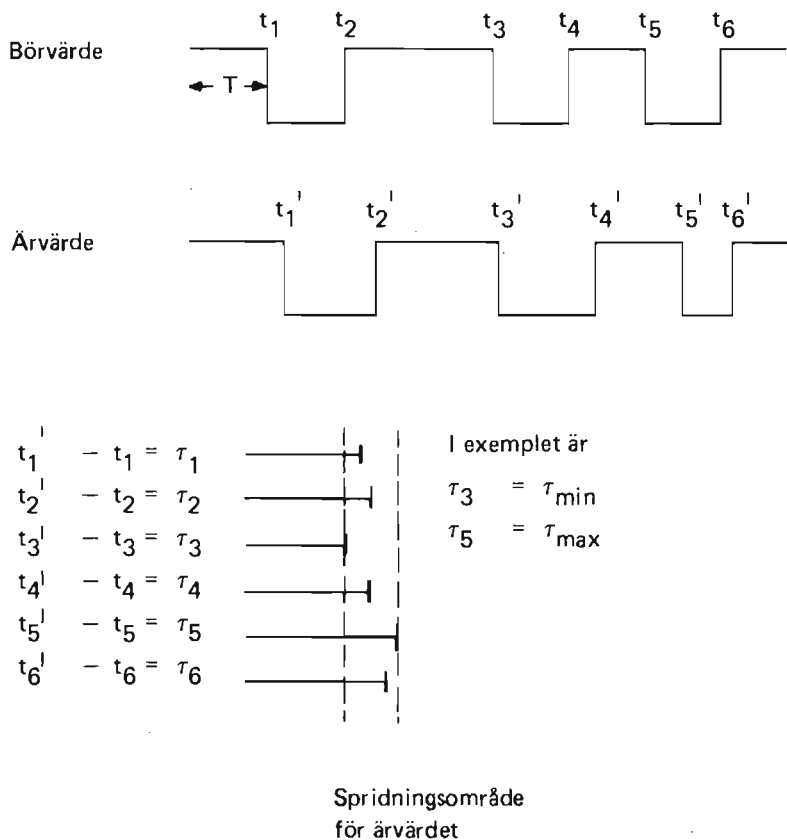 t1 t2 t3 t4 t5 t6
Börvärde
T
t1' t2' t3' t4' t5' t6'
Ärvärde
t1' – t1 = τ1
t2' – t2 = τ2
t3' – t3 = τ3
t4' – t4 = τ4
t5' – t5 = τ5
t6' – t6 = τ6
I exemplet är
τ3 = τmin
τ5 = τmax
Spridningsområde
för ärvärdet